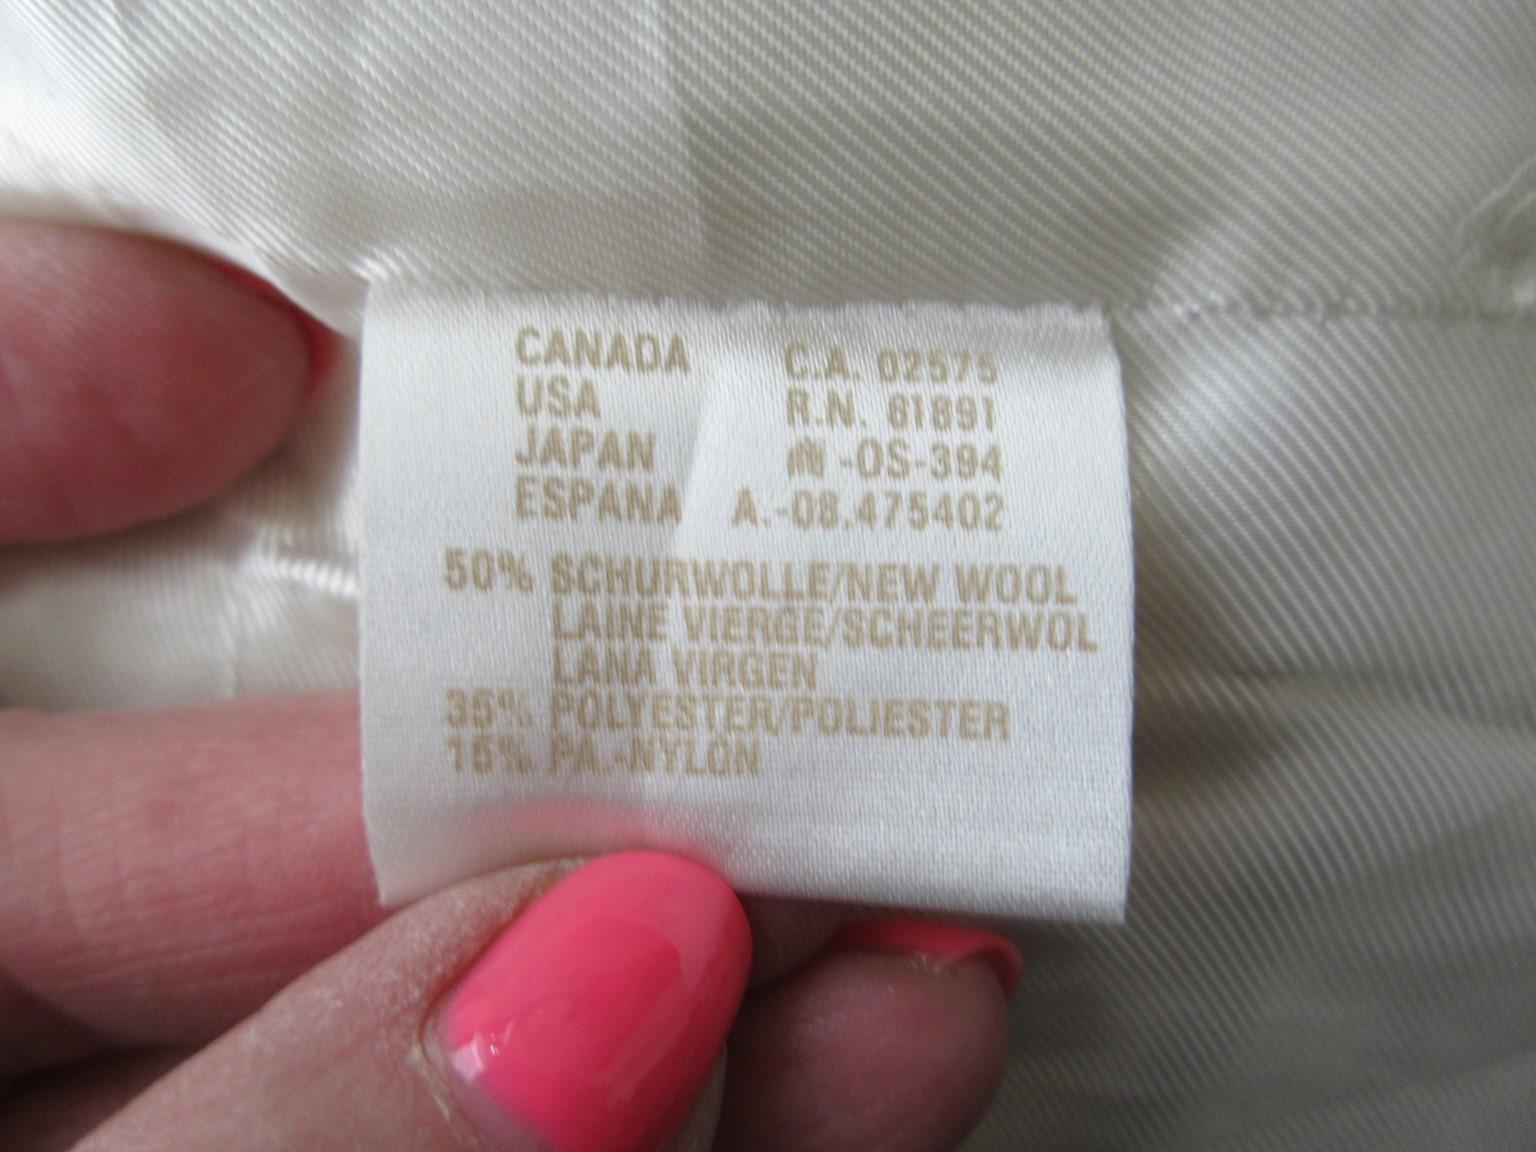 CANADA C.A. 02575
USA R.N. 61891
JAPAN 尚 -OS-394
ESPANA A.-08.475402
50% SCHURWOLLE/NEW WOOL
LAINE VIERGE/SCHEERWOL
LANA VIRGEN
35% POLYESTER/POLIESTER
15% PA.-NYLON